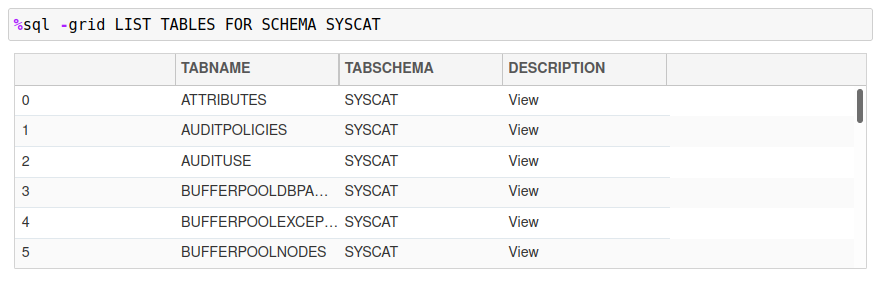 %sql -grid LIST TABLES FOR SCHEMA SYSCAT
TABNAME TABSCHEMA DESCRIPTION
0 ATTRIBUTES SYSCAT View
1 AUDITPOLICIES SYSCAT View
2 AUDITUSE SYSCAT View
3 BUFFERPOOLDBPA... SYSCAT View
4 BUFFERPOOLEXCEP... SYSCAT View
5 BUFFERPOOLNODES SYSCAT View